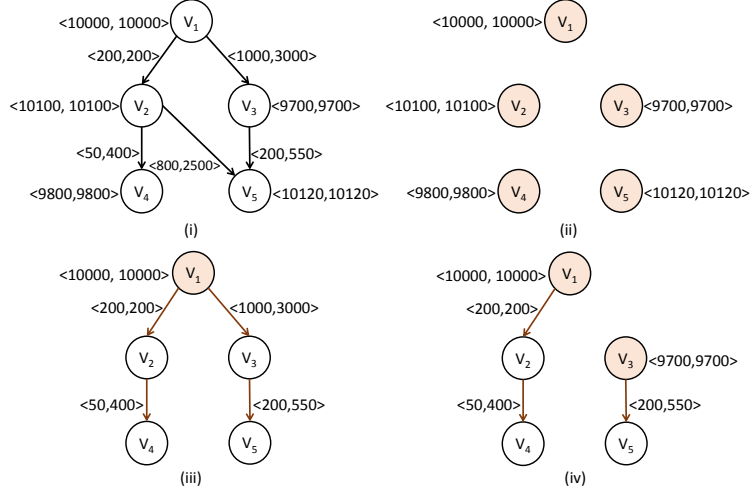 <10000, 10000> V1
<200,200> <1000,3000>
<10100, 10100> V2 V3 <9700,9700>
<50,400> <800,2500> <200,550>
<9800,9800> V4 V5 <10120,10120>
(i)
<10000, 10000> V1
<10100, 10100> V2 V3 <9700,9700>
<9800,9800> V4 V5 <10120,10120>
(ii)
<10000, 10000> V1
<200,200> <1000,3000>
V2 V3
<50,400> <200,550>
V4 V5
(iii)
<10000, 10000> V1
<200,200>
V2 V3 <9700,9700>
<50,400> <200,550>
V4 V5
(iv)